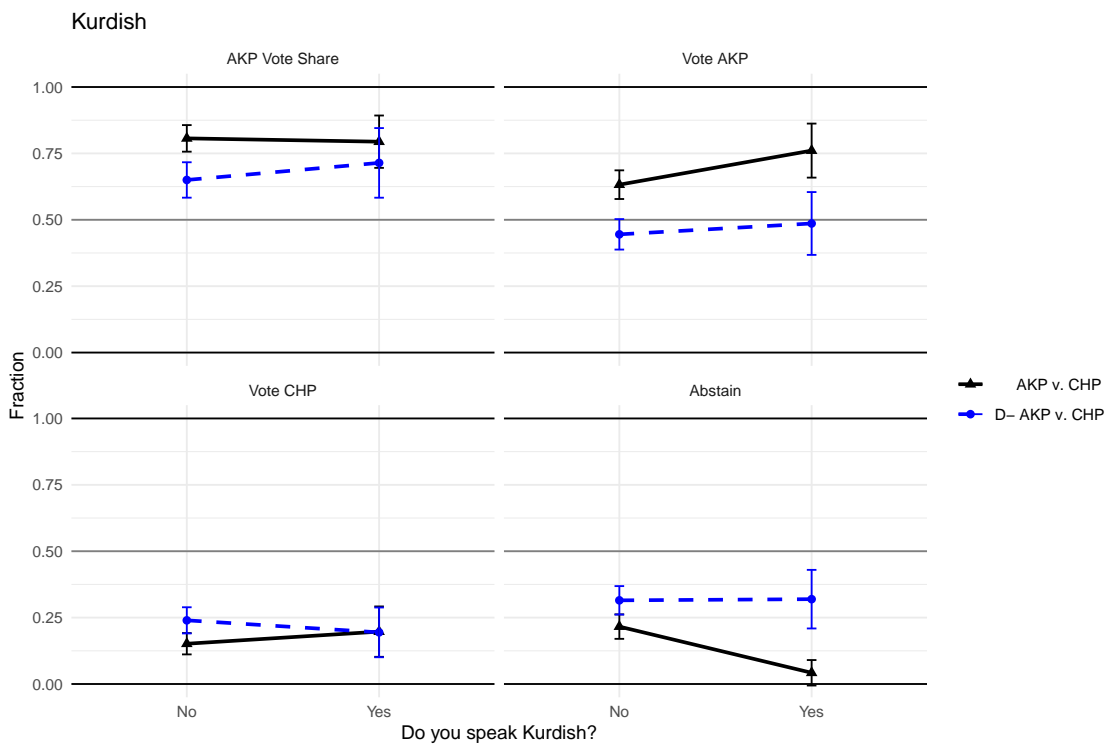 Kurdish
AKP Vote Share
Vote AKP
1.00
0.75
0.50
0.25
0.00
Vote CHP
Abstain
1.00
0.75
0.50
0.25
0.00
No
Yes
No
Yes
Do you speak Kurdish?
Fraction
AKP v. CHP
D− AKP v. CHP